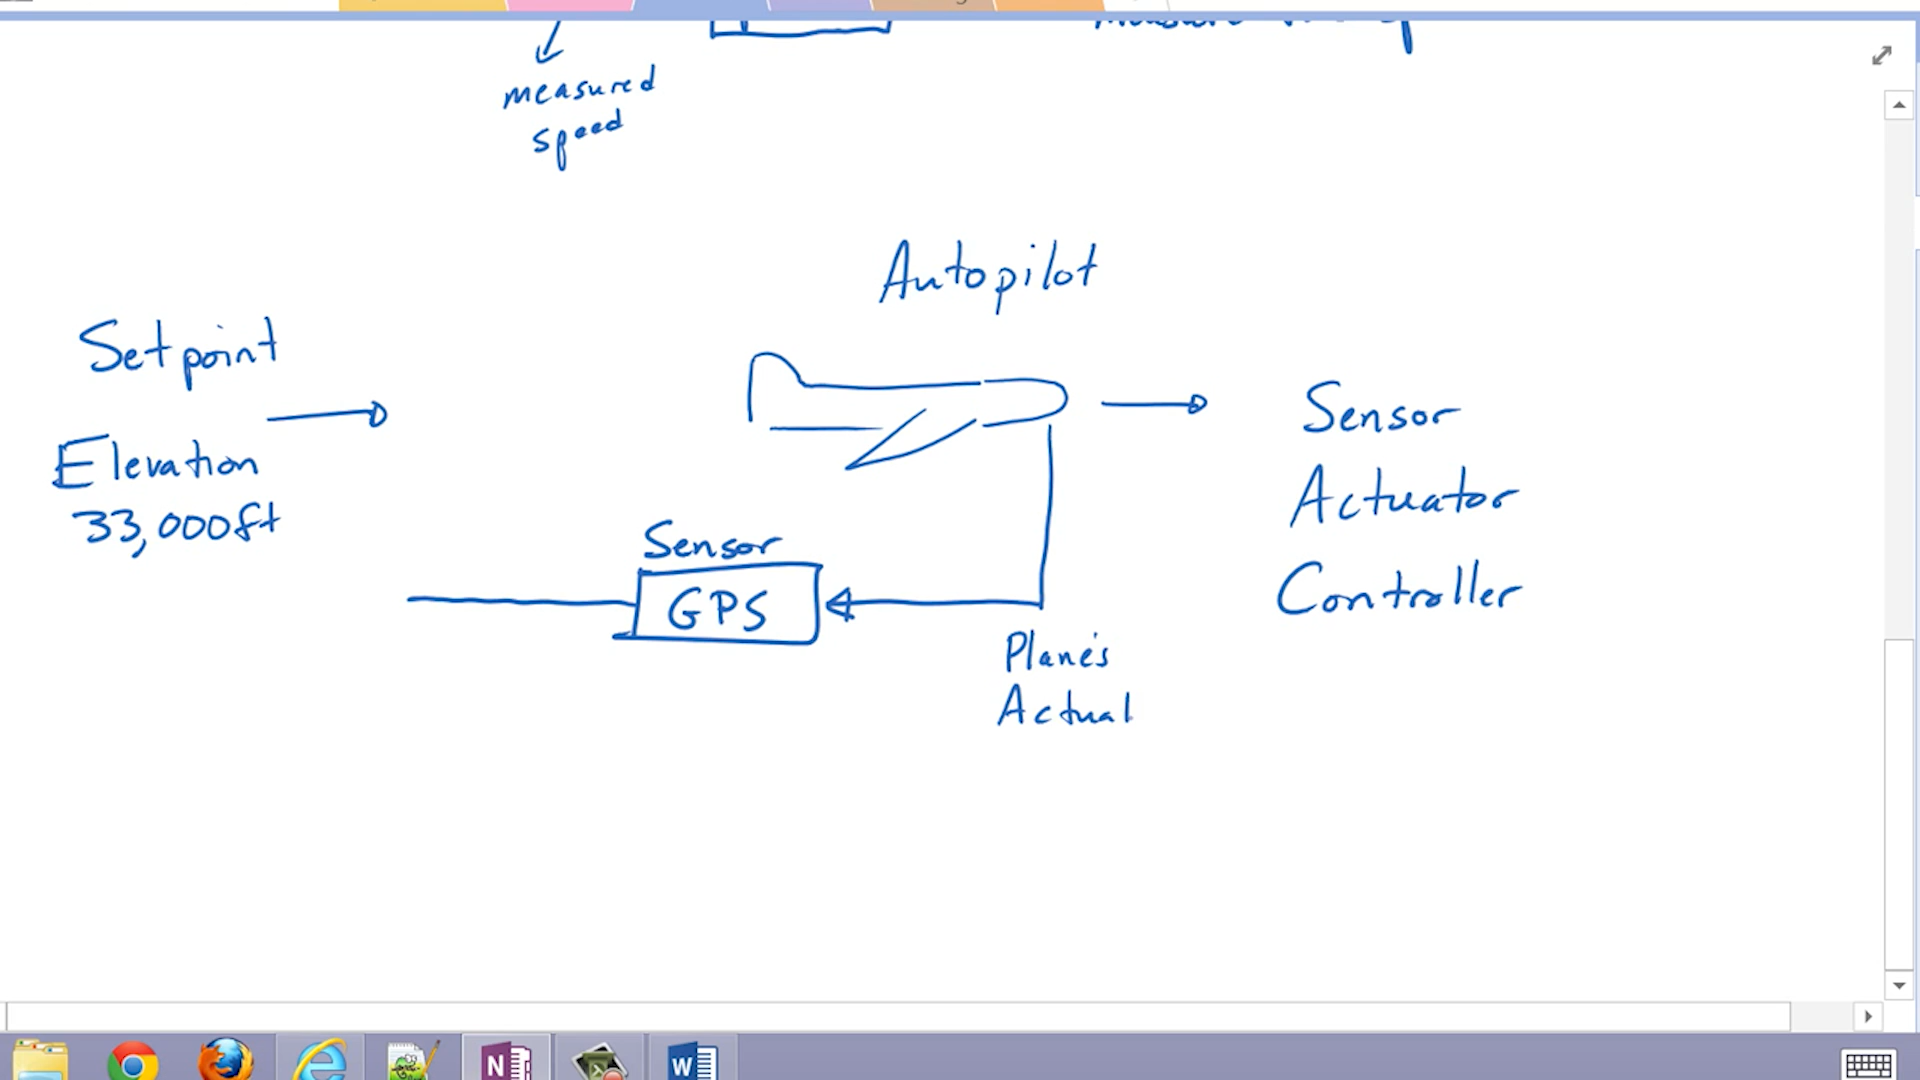 measured
speed
Autopilot
Setpoint
Elevation
33,000ft
Sensor
Actuator
Controller
Sensor
GPS
Plane's
Actual